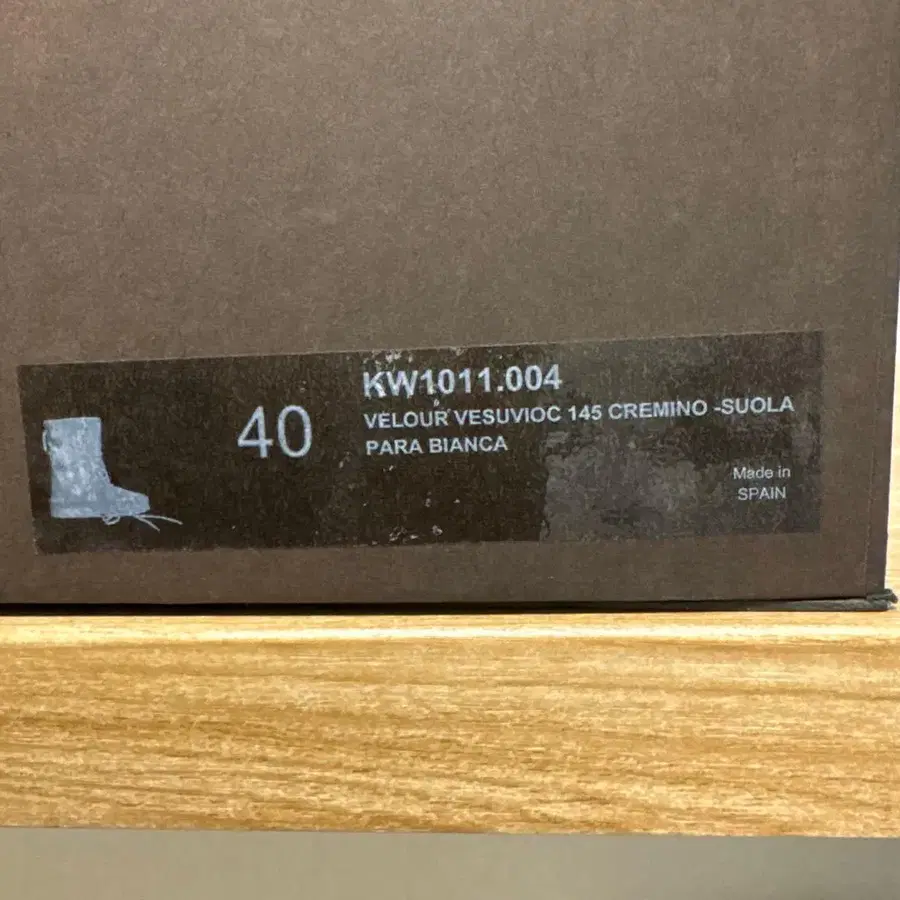 40
KW1011.004
VELOUR VESUVIOC 145 CREMINO -SUOLA
PARA BIANCA
Made in
SPAIN